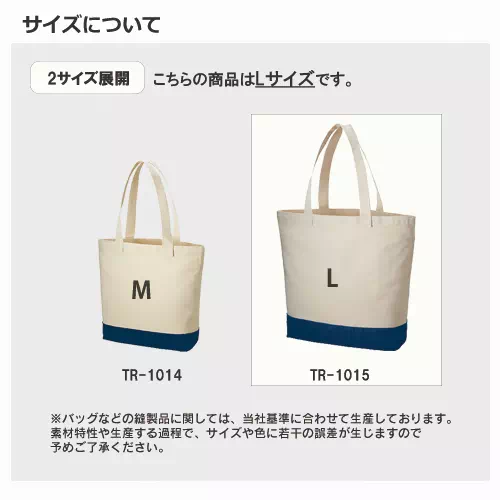 サイズについて
2サイズ展開 こちらの商品はLサイズです。
M
L
TR-1014
TR-1015
※バッグなどの縫製品に関しては、当社基準に合わせて生産しております。
素材特性や生産する過程で、サイズや色に若干の誤差が生じますので
予めご了承ください。